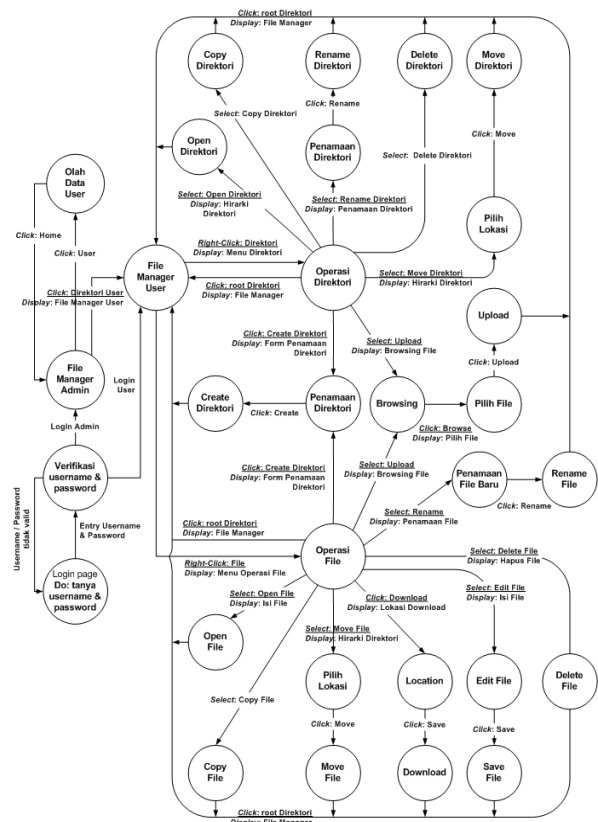 Click: root Direktori
Display: File Manager
Copy
Direktori
Rename
Direktori
Delete
Direktori
Move
Direktori
Click: Rename
Select: Copy Direktori
Click: Move
Open
Direktori
Penamaan
Direktori
Select: Delete Direktori
Olah
Data
User
Select: Open Direktori
Display: Hirarki
Direktori
Select: Rename Direktori
Display: Penamaan Direktori
Pilih
Lokasi
Click: Home
Click: User
File
Manager
User
Right-Click: Direktori
Display: Menu Direktori
Operasi
Direktori
Click: root Direktori
Display: File Manager
Select: Move Direktori
Display: Hirarki Direktori
Click: Direktori User
Display: File Manager User
Upload
Click: Create Direktori
Display: Form Penamaan
Direktori
Select: Upload
Display: Browsing File
Click: Upload
File
Manager
Admin
Login
User
Create
Direktori
Click: Create
Penamaan
Direktori
Browsing
Pilih File
Click: Browse
Display: Pilih File
Login Admin
Verifikasi
username &
password
Click: Create Direktori
Display: Form Penamaan
Direktori
Select: Upload
Display: Browsing File
Penamaan
File Baru
Rename
File
Click: Rename
Select: Rename
Display: Penamaan File
Username / Password
tidak valid
Entry Username
& Password
Click: root Direktori
Display: File Manager
Operasi
File
Login page
Do: tanya
username &
password
Right-Click: File
Display: Menu Operasi File
Select: Delete File
Display: Hapus File
Select: Open File
Display: Isi File
Click: Download
Display: Lokasi Download
Select: Edit File
Display: Isi File
Select: Move File
Display: Hirarki Direktori
Open
File
Select: Copy File
Pilih
Lokasi
Location
Edit File
Delete
File
Click: Move
Click: Save
Click: Save
Copy
File
Move
File
Download
Save
File
Click: root Direktori
Display: File Manager